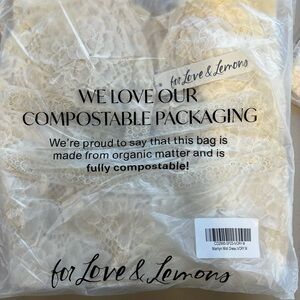 for Love & Lemons
WE LOVE OUR
COMPOSTABLE PACKAGING
We're proud to say that this bag is
made from organic matter and is
fully compostable!
for Love & Lemons